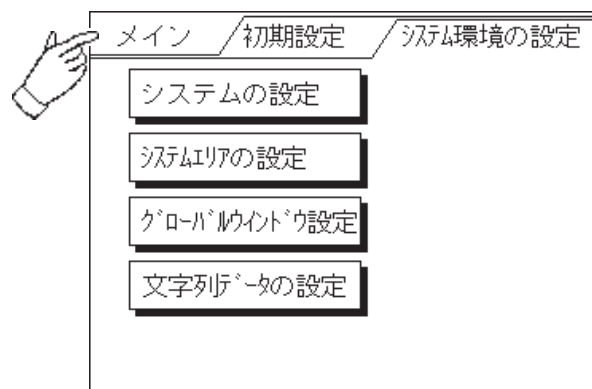 メイン 初期設定 ｼｽﾃﾑ環境の設定
システムの設定
ｼｽﾃﾑｴﾘｱの設定
ｸﾞﾛｰﾊﾞﾙｳｲﾝﾄﾞｳ設定
文字列ﾃﾞｰﾀの設定